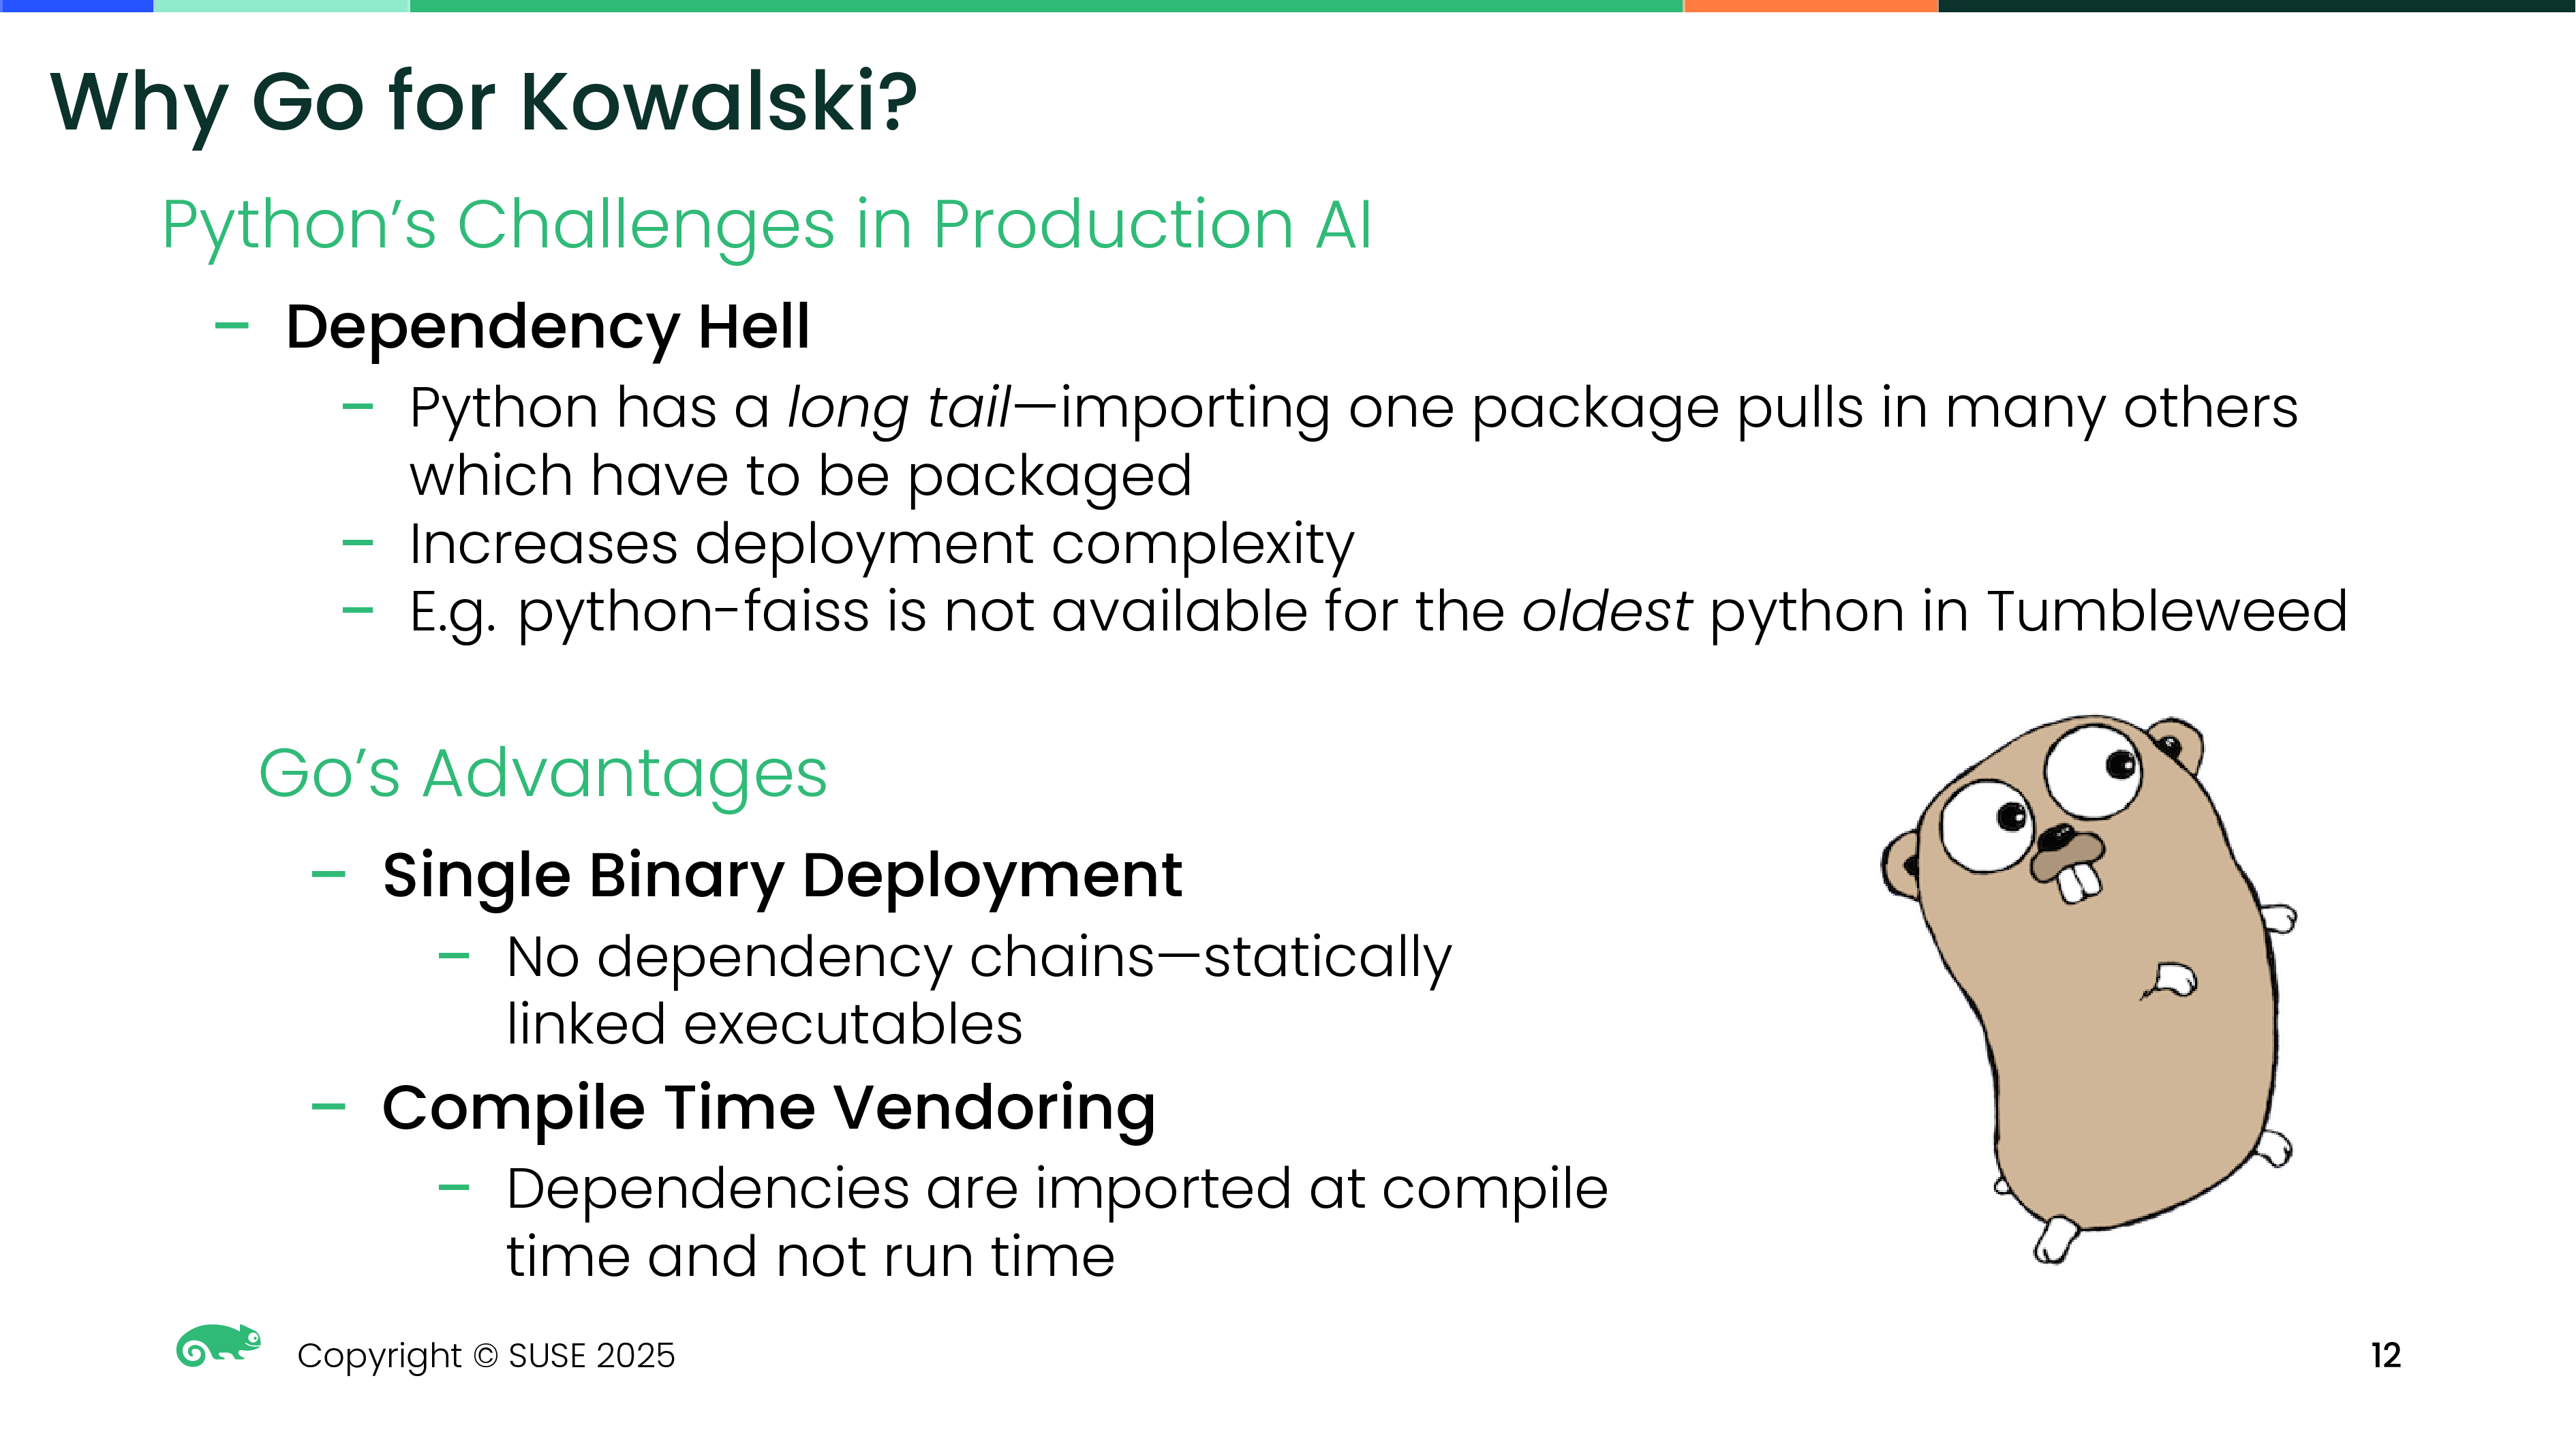 Why Go for Kowalski?
Python’s Challenges in Production AI
– Dependency Hell
– Python has a long tail—importing one package pulls in many others
which have to be packaged
– Increases deployment complexity
– E.g. python-faiss is not available for the oldest python in Tumbleweed
Go’s Advantages
– Single Binary Deployment
– No dependency chains—statically
linked executables
– Compile Time Vendoring
– Dependencies are imported at compile
time and not run time
Copyright © SUSE 2025
12